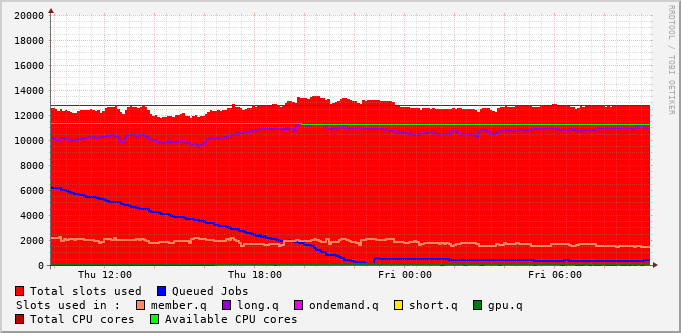 20000
18000
16000
14000
12000
10000
8000
6000
4000
2000
0
Thu 12:00 Thu 18:00 Fri 00:00 Fri 06:00
RRDTOOL / TOBI OETIKER
Total slots used Queued Jobs
Slots used in : member.q long.q ondemand.q short.q gpu.q
Total CPU cores Available CPU cores